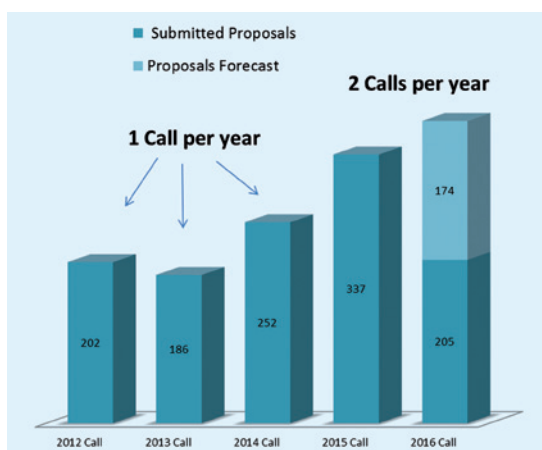 Submitted Proposals
Proposals Forecast
2 Calls per year
1 Call per year
174
337
252
202
186
205
2012 Call 2013 Call 2014 Call 2015 Call 2016 Call